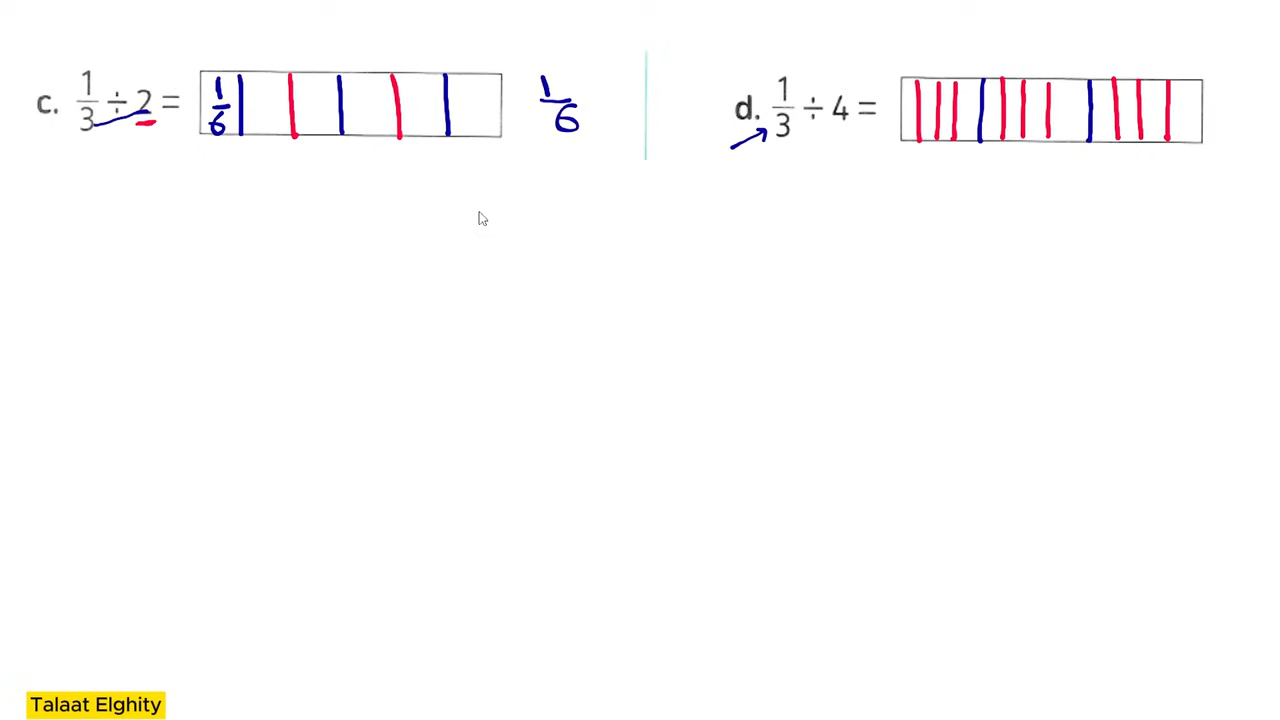 c. 1/3 ÷ 2 = 1/6 1/6
d. 1/3 ÷ 4 =
Talaat Elghity